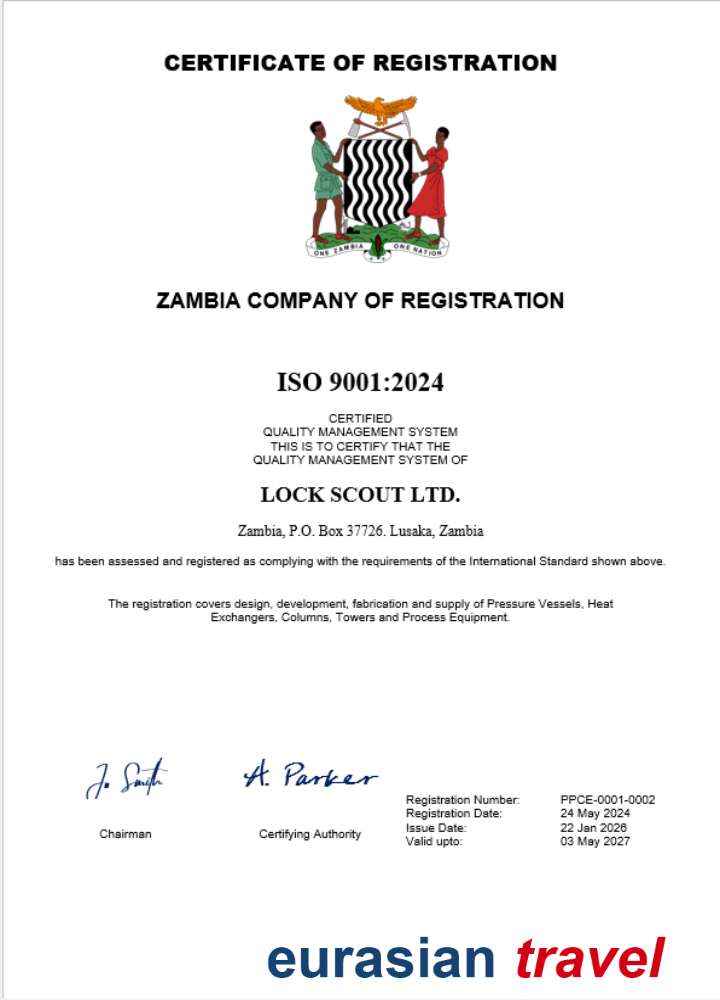 CERTIFICATE OF REGISTRATION
ONE ZAMBIA ONE NATION
ZAMBIA COMPANY OF REGISTRATION
ISO 9001:2024
CERTIFIED
QUALITY MANAGEMENT SYSTEM
THIS IS TO CERTIFY THAT THE
QUALITY MANAGEMENT SYSTEM OF
LOCK SCOUT LTD.
Zambia, P.O. Box 37726. Lusaka, Zambia
has been assessed and registered as complying with the requirements of the International Standard shown above.
The registration covers design, development, fabrication and supply of Pressure Vessels, Heat
Exchangers, Columns, Towers and Process Equipment.
Jo Smith
A. Parker
Chairman
Certifying Authority
Registration Number: PPCE-0001-0002
Registration Date: 24 May 2024
Issue Date: 22 Jan 2026
Valid upto: 03 May 2027
eurasian travel